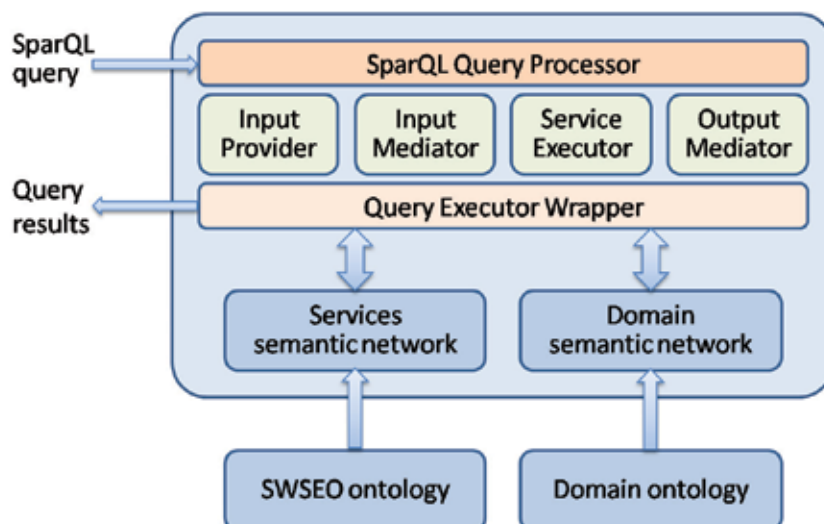 SparQL
query
SparQL Query Processor
Input
Provider
Input
Mediator
Service
Executor
Output
Mediator
Query
results
Query Executor Wrapper
Services
semantic network
Domain
semantic network
SWSEO ontology
Domain ontology